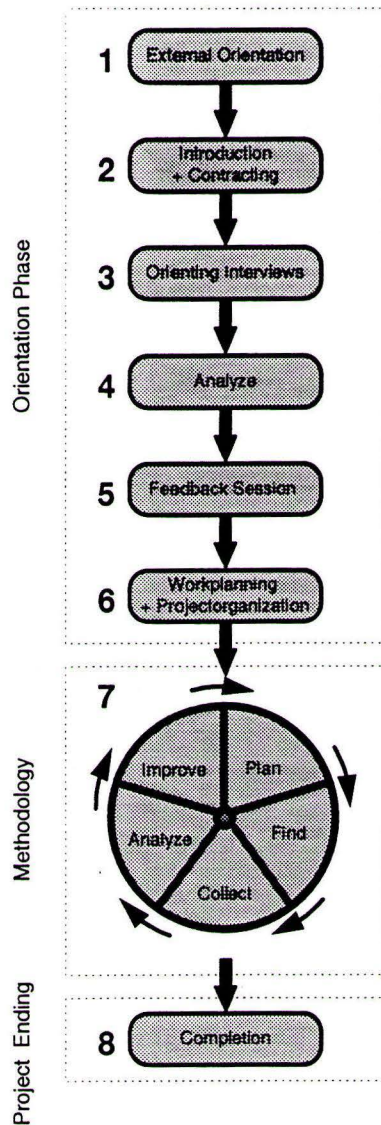 Orientation Phase
1
External Orientation
2
Introduction
+ Contracting
3
Orienting Interviews
4
Analyze
5
Feedback Session
6
Workplanning
+ Projectorganization
Methodology
7
Improve
Plan
Analyze
Find
Collect
Project Ending
8
Completion